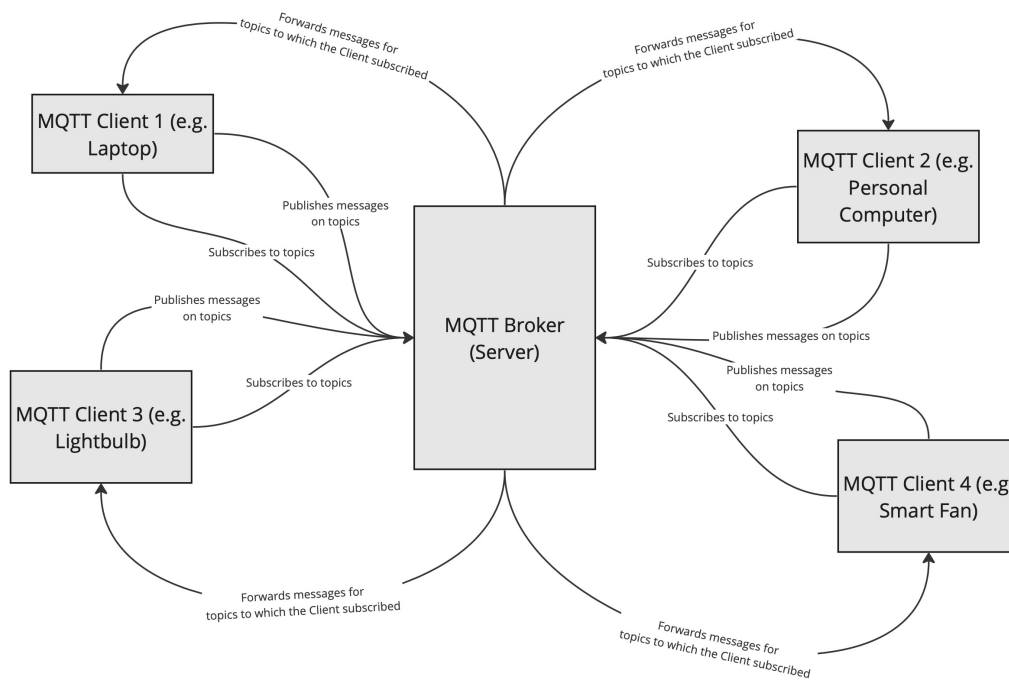 Forwards messages for
topics to which the Client subscribed
Forwards messages for
topics to which the Client subscribed
MQTT Client 1 (e.g.
Laptop)
MQTT Client 2 (e.g.
Personal
Computer)
Publishes messages
on topics
Subscribes to topics
Subscribes to topics
Publishes messages
on topics
MQTT Broker
(Server)
Publishes messages on topics
Subscribes to topics
Publishes messages
on topics
MQTT Client 3 (e.g.
Lightbulb)
Subscribes to topics
MQTT Client 4 (e.g
Smart Fan)
Forwards messages for
topics to which the Client subscribed
Forwards messages for
topics to which the Client subscribed